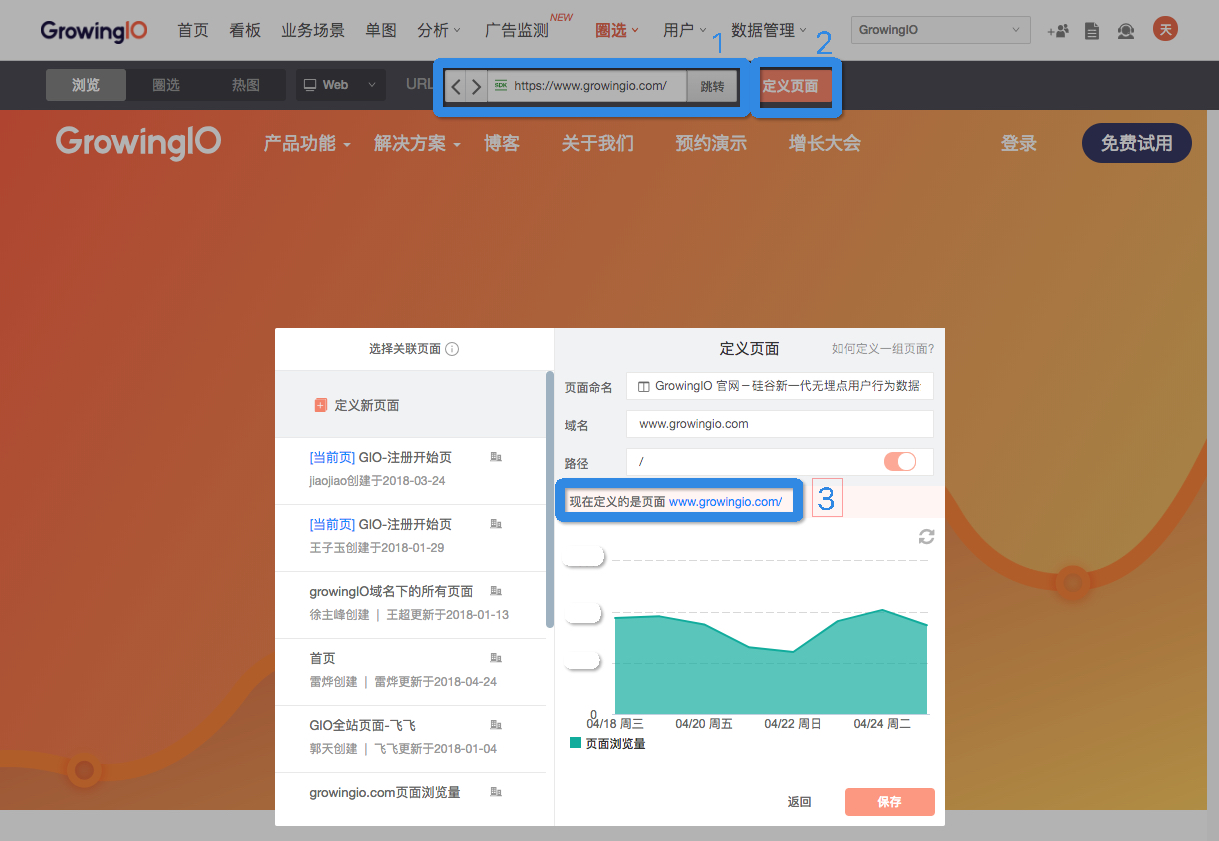 GrowingIO 首页 看板 业务场景 单图 分析 广告监测 NEW 圈选 用户 数据管理 GrowingIO 天
1 2
浏览 圈选 热图 Web URL SDK https://www.growingio.com/ 跳转 定义页面
GrowingIO 产品功能 解决方案 博客 关于我们 预约演示 增长大会 登录 免费试用
选择关联页面
定义新页面
[当前页] GIO-注册开始页
jiaojiao创建于2018-03-24
[当前页] GIO-注册开始页
王子玉创建于2018-01-29
growingIO域名下的所有页面
徐主峰创建 | 王超更新于2018-01-13
首页
雷烨创建 | 雷烨更新于2018-04-24
GIO全站页面-飞飞
郭天创建 | 飞飞更新于2018-01-04
growingio.com页面浏览量
定义页面 如何定义一组页面?
页面命名 GrowingIO 官网－硅谷新一代无埋点用户行为数据
域名 www.growingio.com
路径 /
现在定义的是页面 www.growingio.com/ 3
0
04/18 周三 04/20 周五 04/22 周日 04/24 周二
页面浏览量
返回 保存